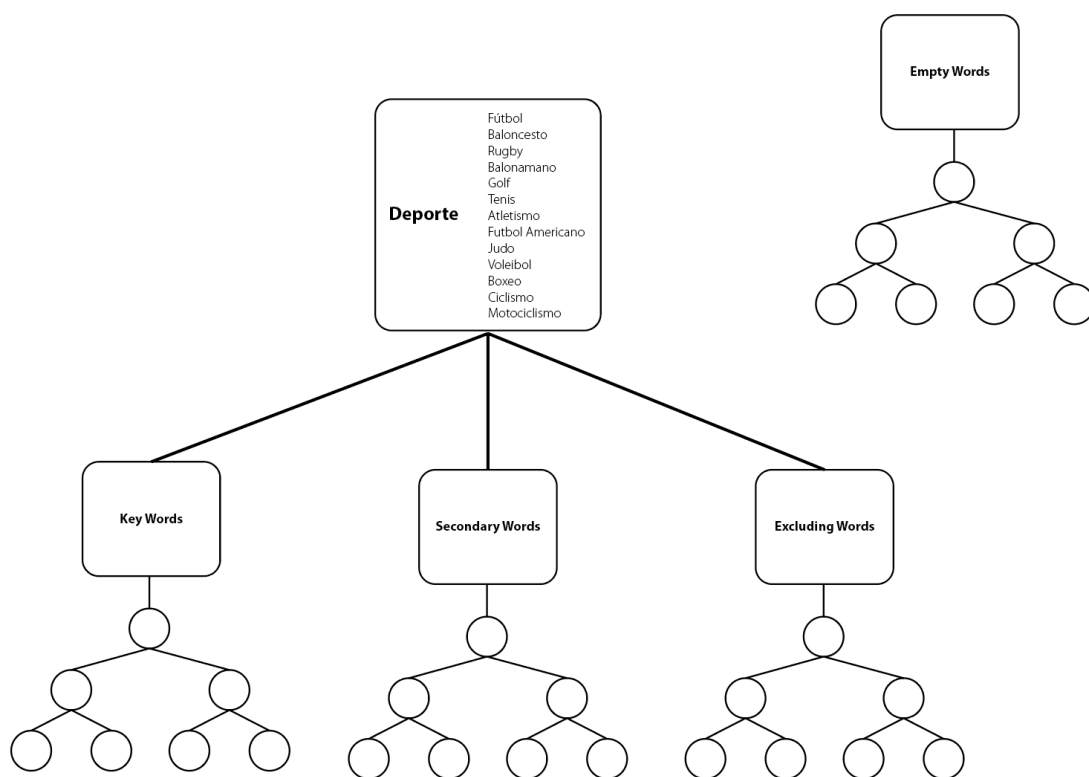 Empty Words
Deporte
Fútbol
Baloncesto
Rugby
Balonamano
Golf
Tenis
Atletismo
Futbol Americano
Judo
Voleibol
Boxeo
Ciclismo
Motociclismo
Key Words
Secondary Words
Excluding Words